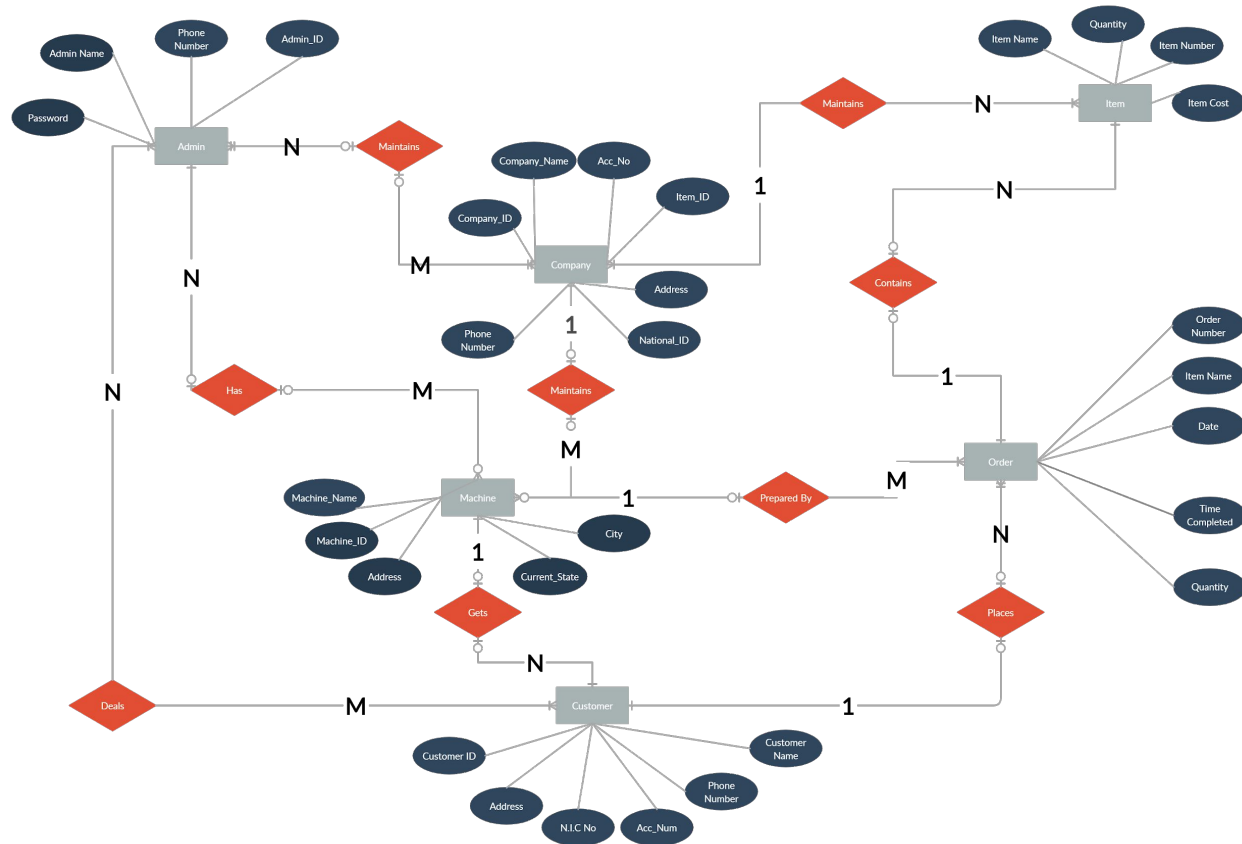 Phone
Number
Admin_ID
Admin Name
Password
Admin
N
Maintains
Item Name
Quantity
Item Number
Item Cost
Item
N
Maintains
1
Company_Name
Acc_No
Item_ID
Company_ID
Company
M
Address
National_ID
Phone
Number
1
Maintains
M
N
Has
M
N
Contains
1
Order
Number
Item Name
Date
Time
Completed
Quantity
Order
M
Prepared By
1
Machine
Machine_Name
Machine_ID
Address
Current_State
City
1
Gets
N
N
Places
1
N
Deals
M
Customer
Customer ID
Address
N.I.C No
Acc_Num
Phone
Number
Customer
Name